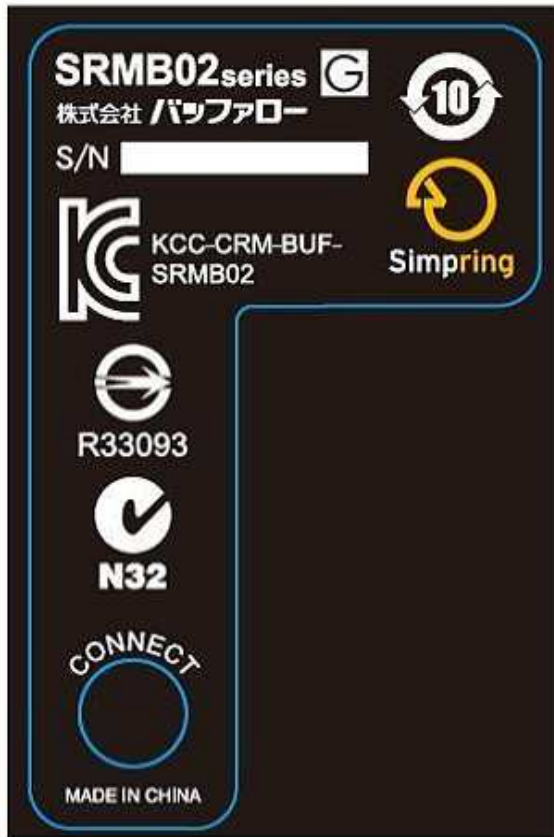 SRMB02series G
株式会社 バッファロー
S/N
KCC-CRM-BUF-
SRMB02
10
Simpring
R33093
N32
CONNECT
MADE IN CHINA